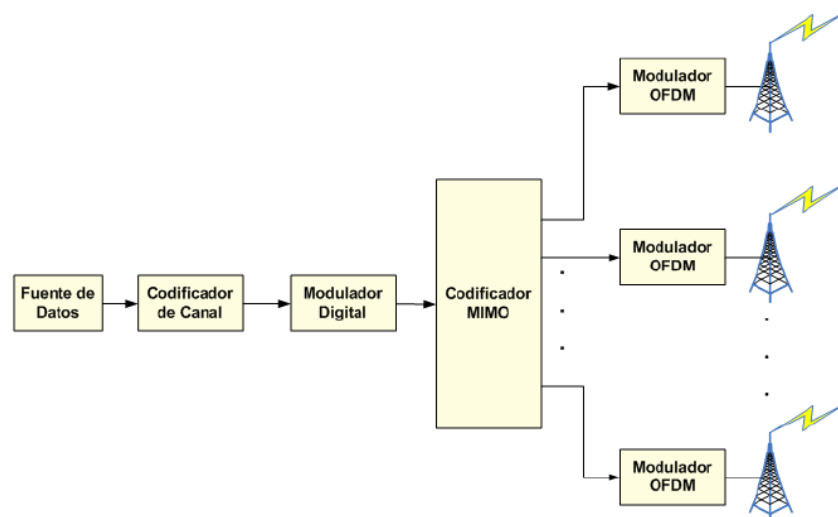 Modulador
OFDM
Modulador
OFDM
Fuente de
Datos
Codificador
de Canal
Modulador
Digital
Codificador
MIMO
Modulador
OFDM